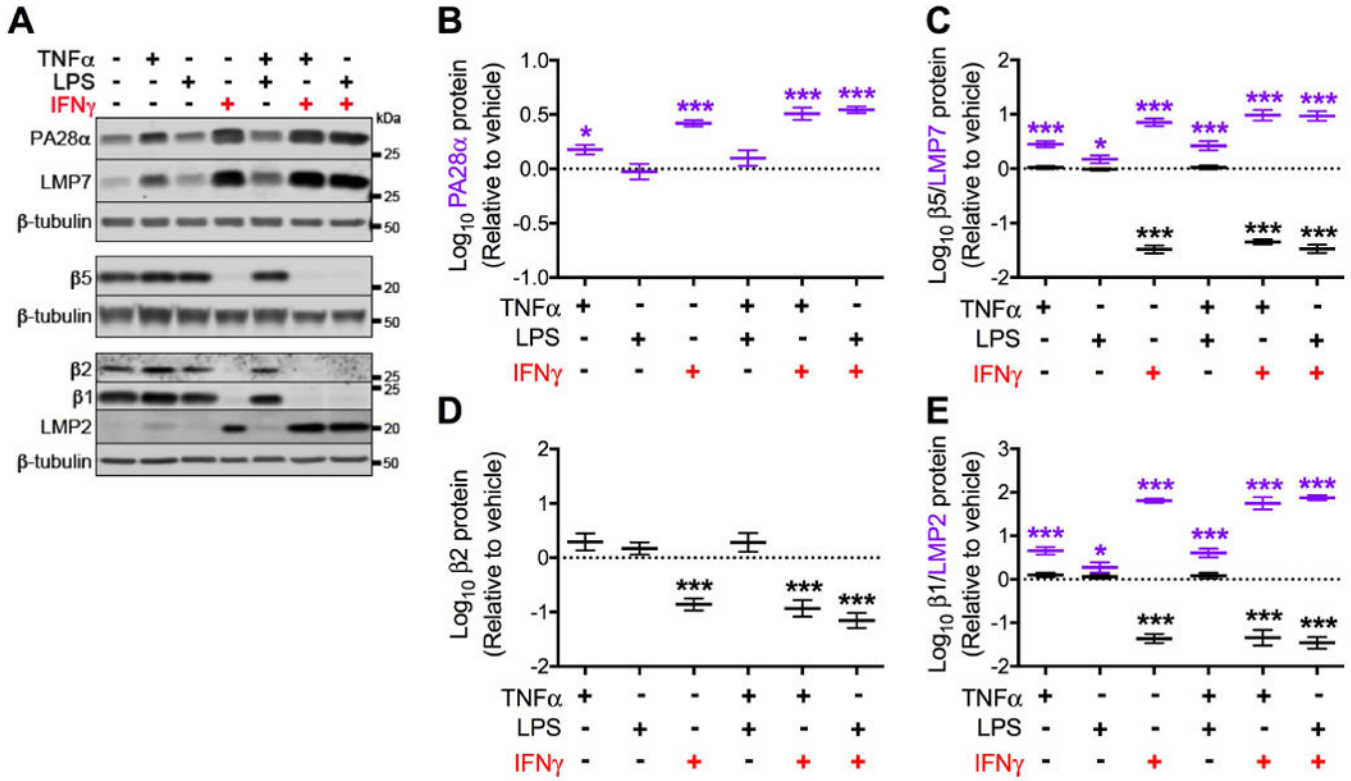 A
TNFα - + - - + + -
LPS - - + - + - +
IFNγ - - - + - + +
kDa
PA28α
25
LMP7
25
β-tubulin
50
β5
20
β-tubulin
50
β2
25
β1
25
LMP2
20
β-tubulin
50
B
Log10 PA28α protein
(Relative to vehicle)
1.0
0.5
0.0
-0.5
-1.0
* *** *** ***
TNFα + - - + + -
LPS - + - + - +
IFNγ - - + - + +
C
Log10 β5/LMP7 protein
(Relative to vehicle)
2
1
0
-1
-2
*** * *** *** *** ***
*** *** ***
TNFα + - - + + -
LPS - + - + - +
IFNγ - - + - + +
D
Log10 β2 protein
(Relative to vehicle)
2
1
0
-1
-2
*** *** ***
TNFα + - - + + -
LPS - + - + - +
IFNγ - - + - + +
E
Log10 β1/LMP2 protein
(Relative to vehicle)
3
2
1
0
-1
-2
*** * *** *** *** ***
*** *** ***
TNFα + - - + + -
LPS - + - + - +
IFNγ - - + - + +